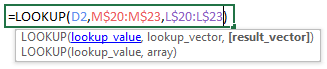 =LOOKUP(D2,M$20:M$23,L$20:L$23)
LOOKUP(lookup_value, lookup_vector, [result_vector])
LOOKUP(lookup_value, array)